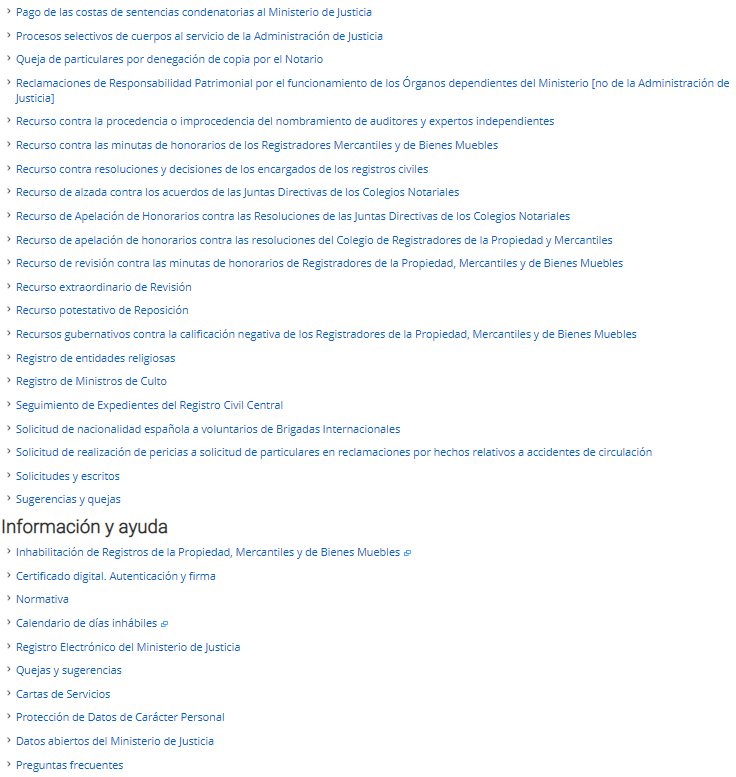 Pago de las costas de sentencias condenatorias al Ministerio de Justicia
Procesos selectivos de cuerpos al servicio de la Administración de Justicia
Queja de particulares por denegación de copia por el Notario
Reclamaciones de Responsabilidad Patrimonial por el funcionamiento de los Órganos dependientes del Ministerio [no de la Administración de
Justicia]
Recurso contra la procedencia o improcedencia del nombramiento de auditores y expertos independientes
Recurso contra las minutas de honorarios de los Registradores Mercantiles y de Bienes Muebles
Recurso contra resoluciones y decisiones de los encargados de los registros civiles
Recurso de alzada contra los acuerdos de las Juntas Directivas de los Colegios Notariales
Recurso de Apelación de Honorarios contra las Resoluciones de las Juntas Directivas de los Colegios Notariales
Recurso de apelación de honorarios contra las resoluciones del Colegio de Registradores de la Propiedad y Mercantiles
Recurso de revisión contra las minutas de honorarios de Registradores de la Propiedad, Mercantiles y de Bienes Muebles
Recurso extraordinario de Revisión
Recurso potestativo de Reposición
Recursos gubernativos contra la calificación negativa de los Registradores de la Propiedad, Mercantiles y de Bienes Muebles
Registro de entidades religiosas
Registro de Ministros de Culto
Seguimiento de Expedientes del Registro Civil Central
Solicitud de nacionalidad española a voluntarios de Brigadas Internacionales
Solicitud de realización de pericias a solicitud de particulares en reclamaciones por hechos relativos a accidentes de circulación
Solicitudes y escritos
Sugerencias y quejas
Información y ayuda
Inhabilitación de Registros de la Propiedad, Mercantiles y de Bienes Muebles
Certificado digital. Autenticación y firma
Normativa
Calendario de días inhábiles
Registro Electrónico del Ministerio de Justicia
Quejas y sugerencias
Cartas de Servicios
Protección de Datos de Carácter Personal
Datos abiertos del Ministerio de Justicia
Preguntas frecuentes